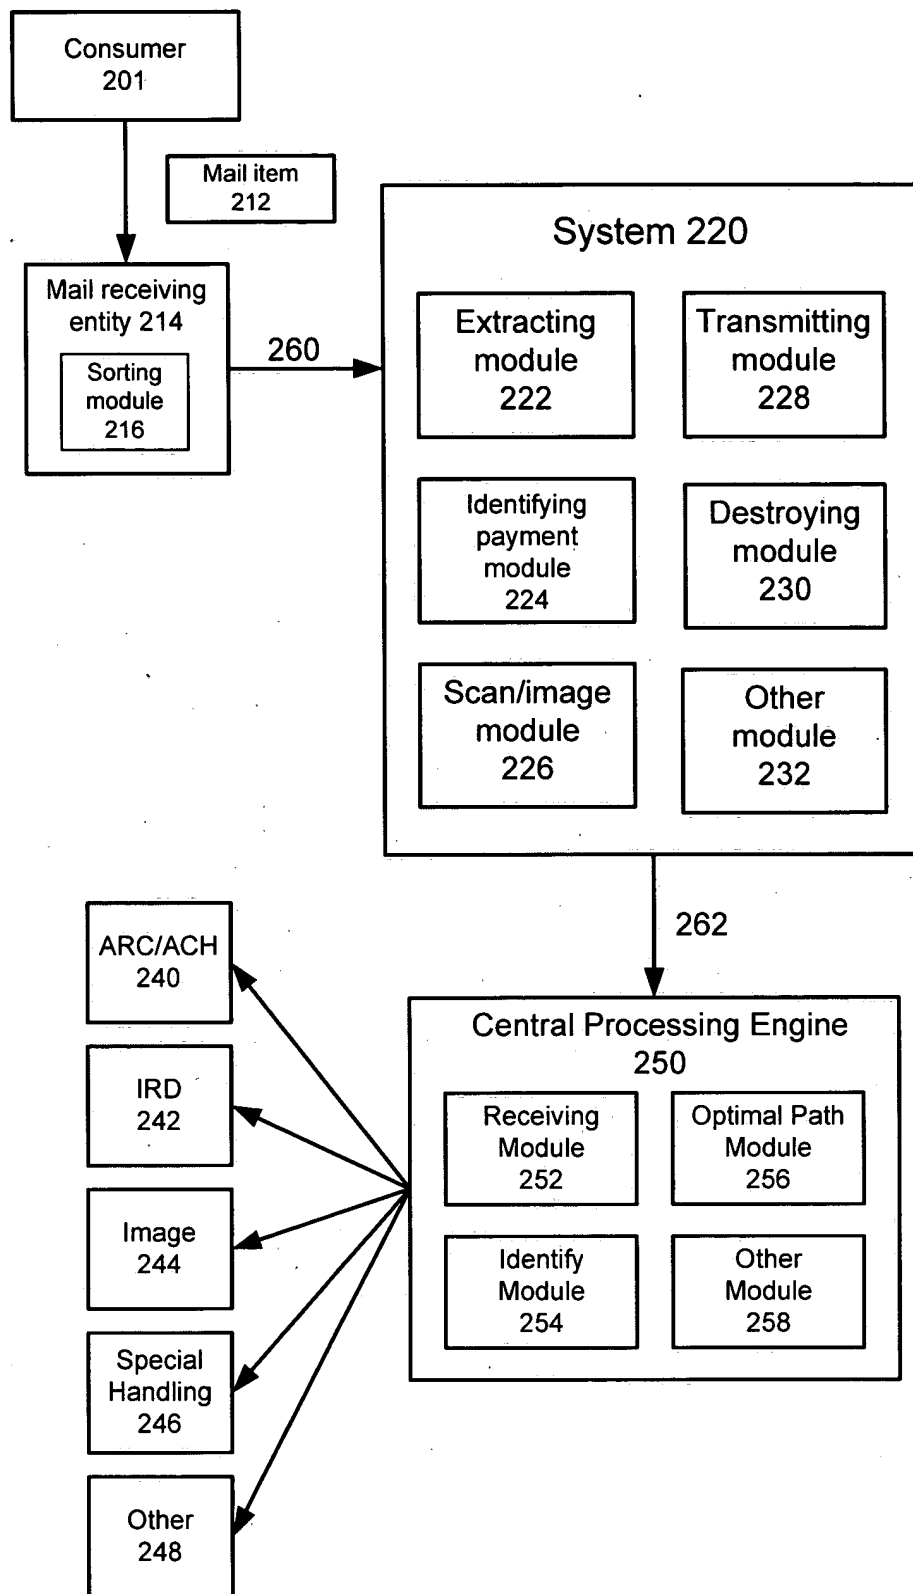 Consumer
201
Mail item
212
Mail receiving
entity 214
Sorting
module
216
260
System 220
Extracting
module
222
Transmitting
module
228
Identifying
payment
module
224
Destroying
module
230
Scan/image
module
226
Other
module
232
262
ARC/ACH
240
IRD
242
Image
244
Special
Handling
246
Other
248
Central Processing Engine
250
Receiving
Module
252
Optimal Path
Module
256
Identify
Module
254
Other
Module
258